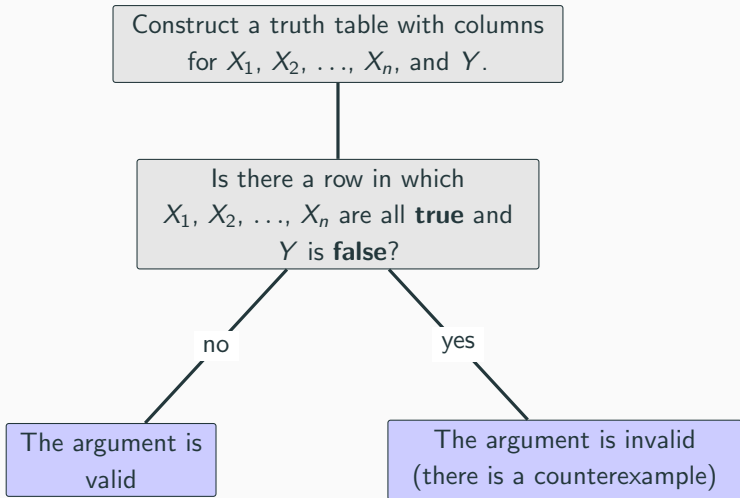 Construct a truth table with columns
for X₁, X₂, …, Xₙ, and Y.
Is there a row in which
X₁, X₂, …, Xₙ are all true and
Y is false?
no
yes
The argument is
valid
The argument is invalid
(there is a counterexample)